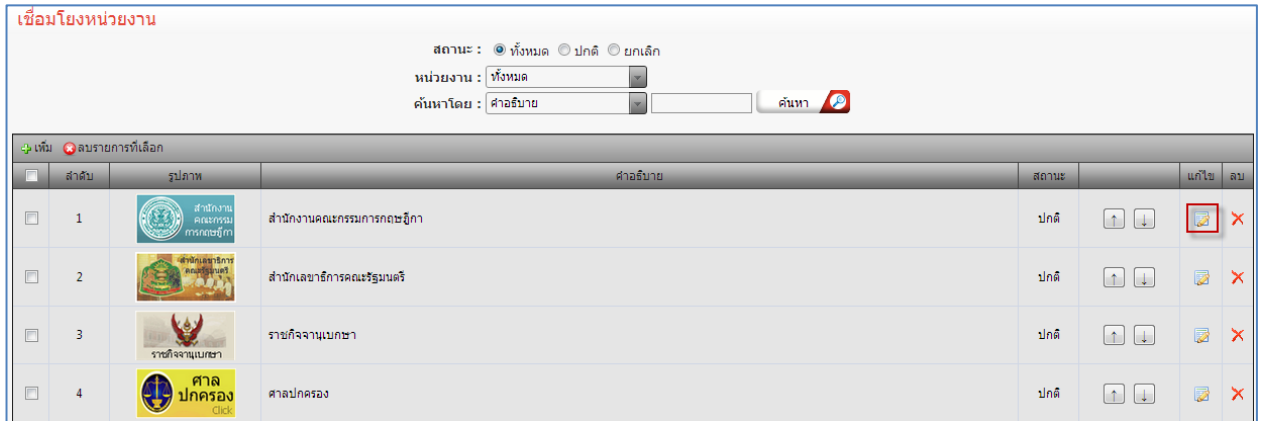 เชื่อมโยงหน่วยงาน
สถานะ : ทั้งหมด ปกติ ยกเลิก
หน่วยงาน : ทั้งหมด
ค้นหาโดย : คำอธิบาย ค้นหา
เพิ่ม ลบรายการที่เลือก
ลำดับ รูปภาพ คำอธิบาย สถานะ แก้ไข ลบ
สำนักงาน
คณะกรรม
การกฤษฎีกา
1 สำนักงานคณะกรรมการกฤษฎีกา ปกติ
สำนักเลขาธิการ
คณะรัฐมนตรี
2 สำนักเลขาธิการคณะรัฐมนตรี ปกติ
3 ราชกิจจานุเบกษา ปกติ
ราชกิจจานุเบกษา
ศาล
ปกครอง
Click
4 ศาลปกครอง ปกติ